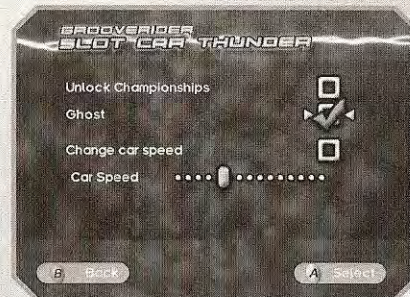 GROOVERIDER
SLOT CAR THUNDER
Unlock Championships
Ghost
Change car speed
Car Speed
B Back
A Select